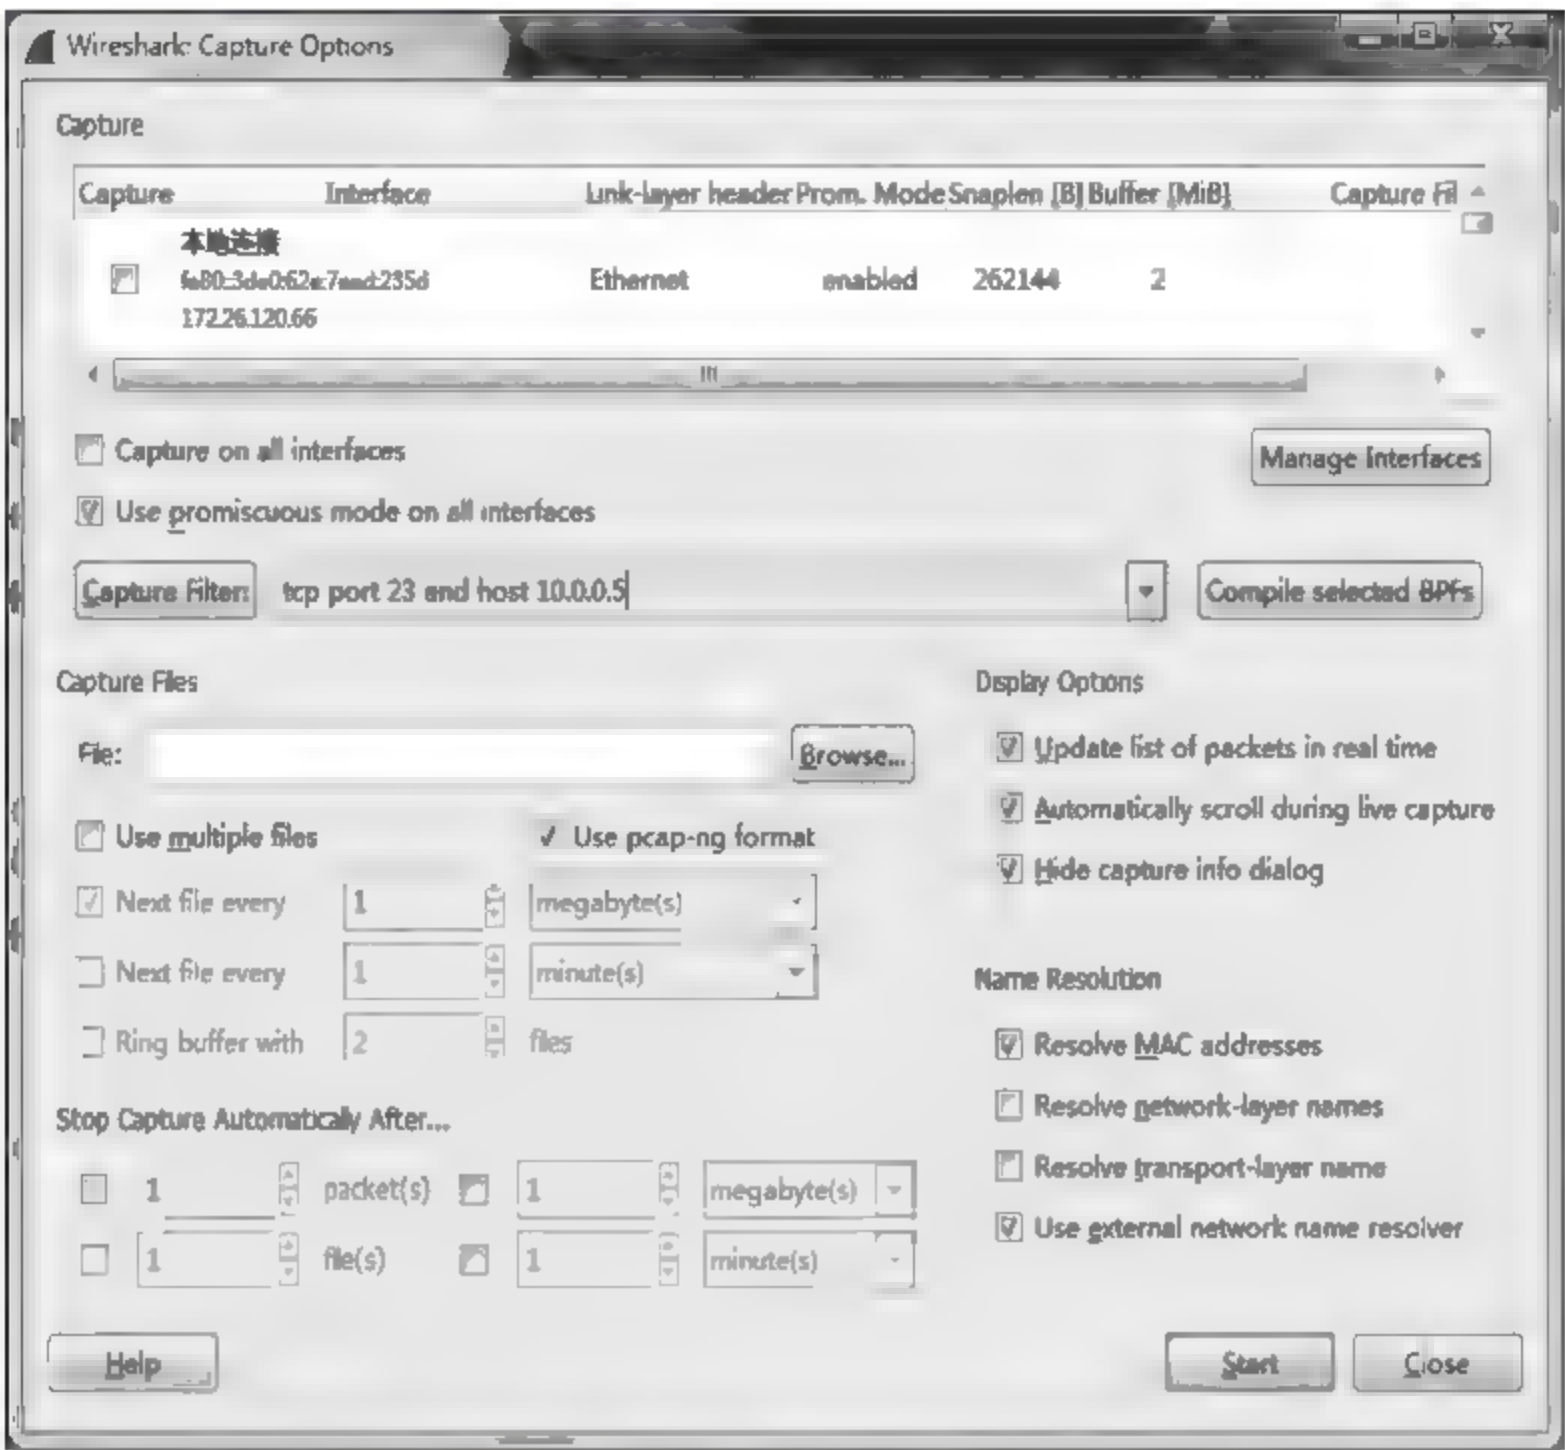 Wireshark: Capture Options
Capture
Capture Interface Link-layer header Prom. Mode Snaplen [B] Buffer [MiB] Capture Fil
本地连接
Ethernet enabled 262144 2
172.26.120.66
Capture on all interfaces
Manage Interfaces
Use promiscuous mode on all interfaces
Capture Filter: tcp port 23 and host 10.0.0.5
Compile selected BPFs
Capture Files
Display Options
File:
Browse...
Update list of packets in real time
Automatically scroll during live capture
Use multiple files
Use pcap-ng format
Hide capture info dialog
Next file every 1 megabyte(s)
Next file every 1 minute(s)
Name Resolution
Ring buffer with 2 files
Resolve MAC addresses
Resolve network-layer names
Stop Capture Automatically After...
Resolve transport-layer name
1 packet(s) 1 megabyte(s)
Use external network name resolver
1 file(s) 1 minute(s)
Help
Start
Close